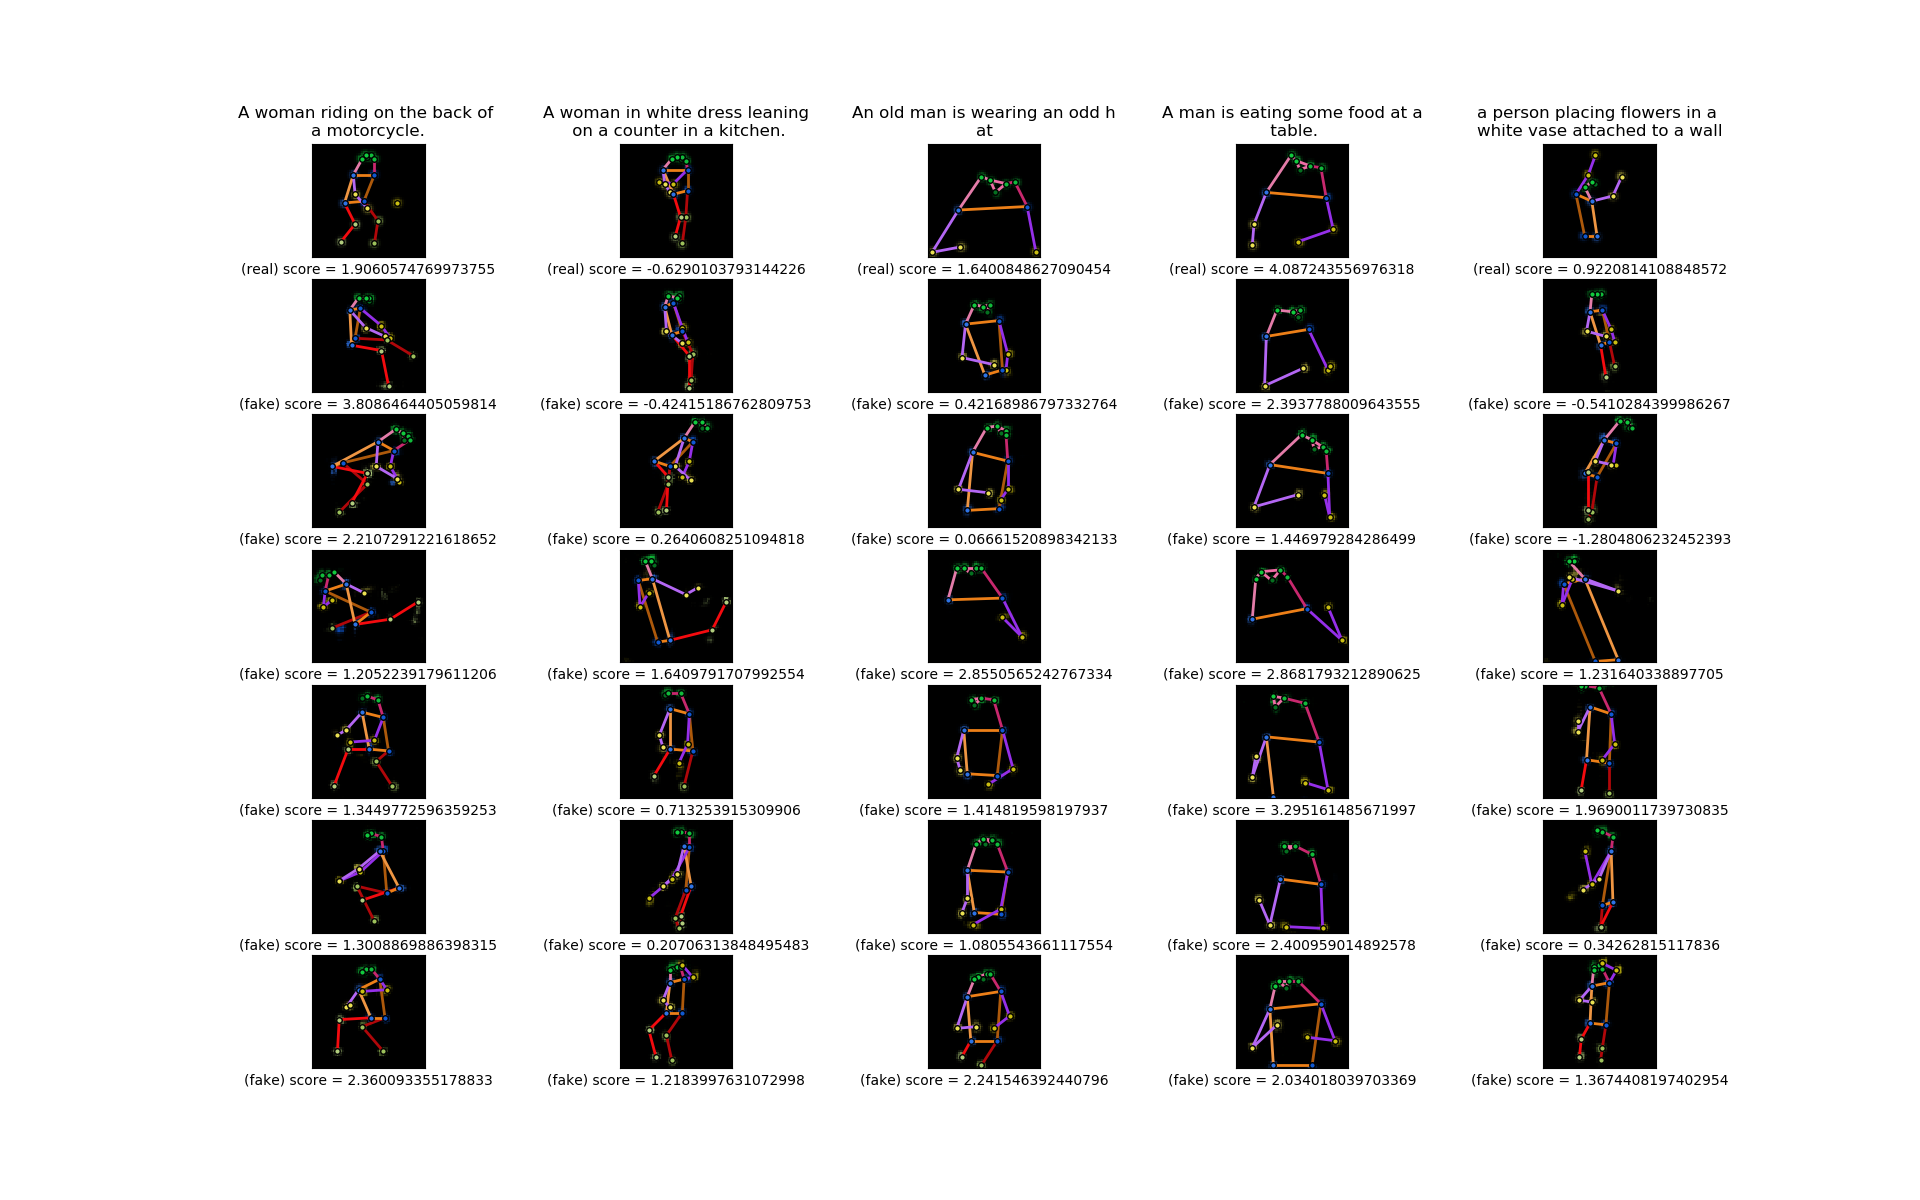 A woman riding on the back of
a motorcycle.
A woman in white dress leaning
on a counter in a kitchen.
An old man is wearing an odd h
at
A man is eating some food at a
table.
a person placing flowers in a
white vase attached to a wall
(real) score = 1.9060574769973755
(real) score = -0.6290103793144226
(real) score = 1.6400848627090454
(real) score = 4.087243556976318
(real) score = 0.9220814108848572
(fake) score = 3.8086464405059814
(fake) score = -0.42415186762809753
(fake) score = 0.42168986797332764
(fake) score = 2.3937788009643555
(fake) score = -0.5410284399986267
(fake) score = 2.2107291221618652
(fake) score = 0.2640608251094818
(fake) score = 0.06661520898342133
(fake) score = 1.446979284286499
(fake) score = -1.2804806232452393
(fake) score = 1.2052239179611206
(fake) score = 1.6409791707992554
(fake) score = 2.8550565242767334
(fake) score = 2.8681793212890625
(fake) score = 1.231640338897705
(fake) score = 1.3449772596359253
(fake) score = 0.713253915309906
(fake) score = 1.414819598197937
(fake) score = 3.295161485671997
(fake) score = 1.9690011739730835
(fake) score = 1.3008869886398315
(fake) score = 0.20706313848495483
(fake) score = 1.0805543661117554
(fake) score = 2.400959014892578
(fake) score = 0.34262815117836
(fake) score = 2.360093355178833
(fake) score = 1.2183997631072998
(fake) score = 2.241546392440796
(fake) score = 2.034018039703369
(fake) score = 1.3674408197402954